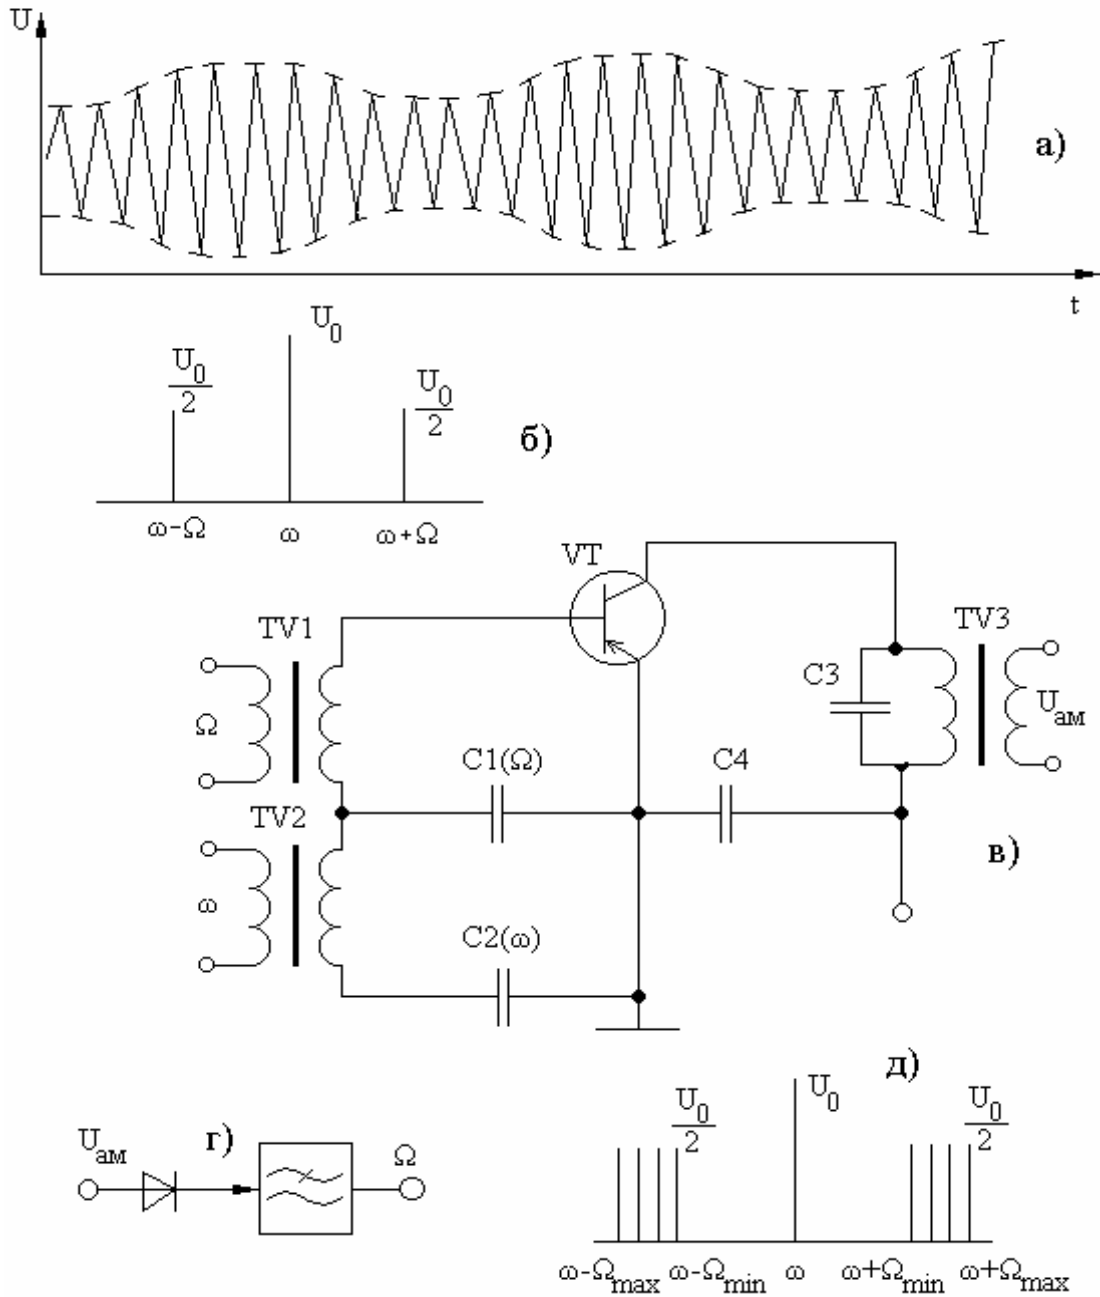 U
а)
t
U0
U0/2
U0/2
б)
ω-Ω
ω
ω+Ω
VT
TV1
TV3
C3
Ω
Uам
C1(Ω)
C4
TV2
в)
ω
C2(ω)
д)
U0
U0/2
U0/2
Uам
г)
Ω
ω-Ωmax
ω-Ωmin
ω
ω+Ωmin
ω+Ωmax